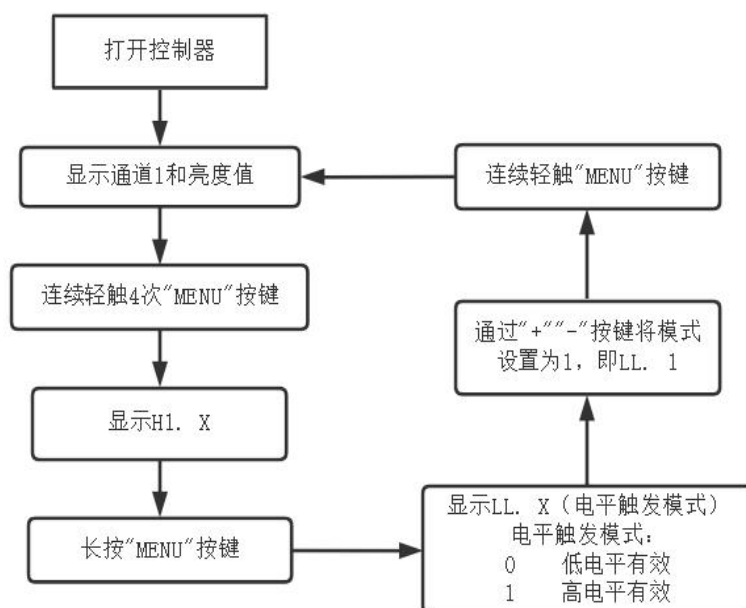 打开控制器
显示通道1和亮度值
连续轻触4次"MENU"按键
显示H1. X
长按"MENU"按键
显示LL. X（电平触发模式）
电平触发模式：
0 低电平有效
1 高电平有效
通过"+""-"按键将模式
设置为1，即LL. 1
连续轻触"MENU"按键